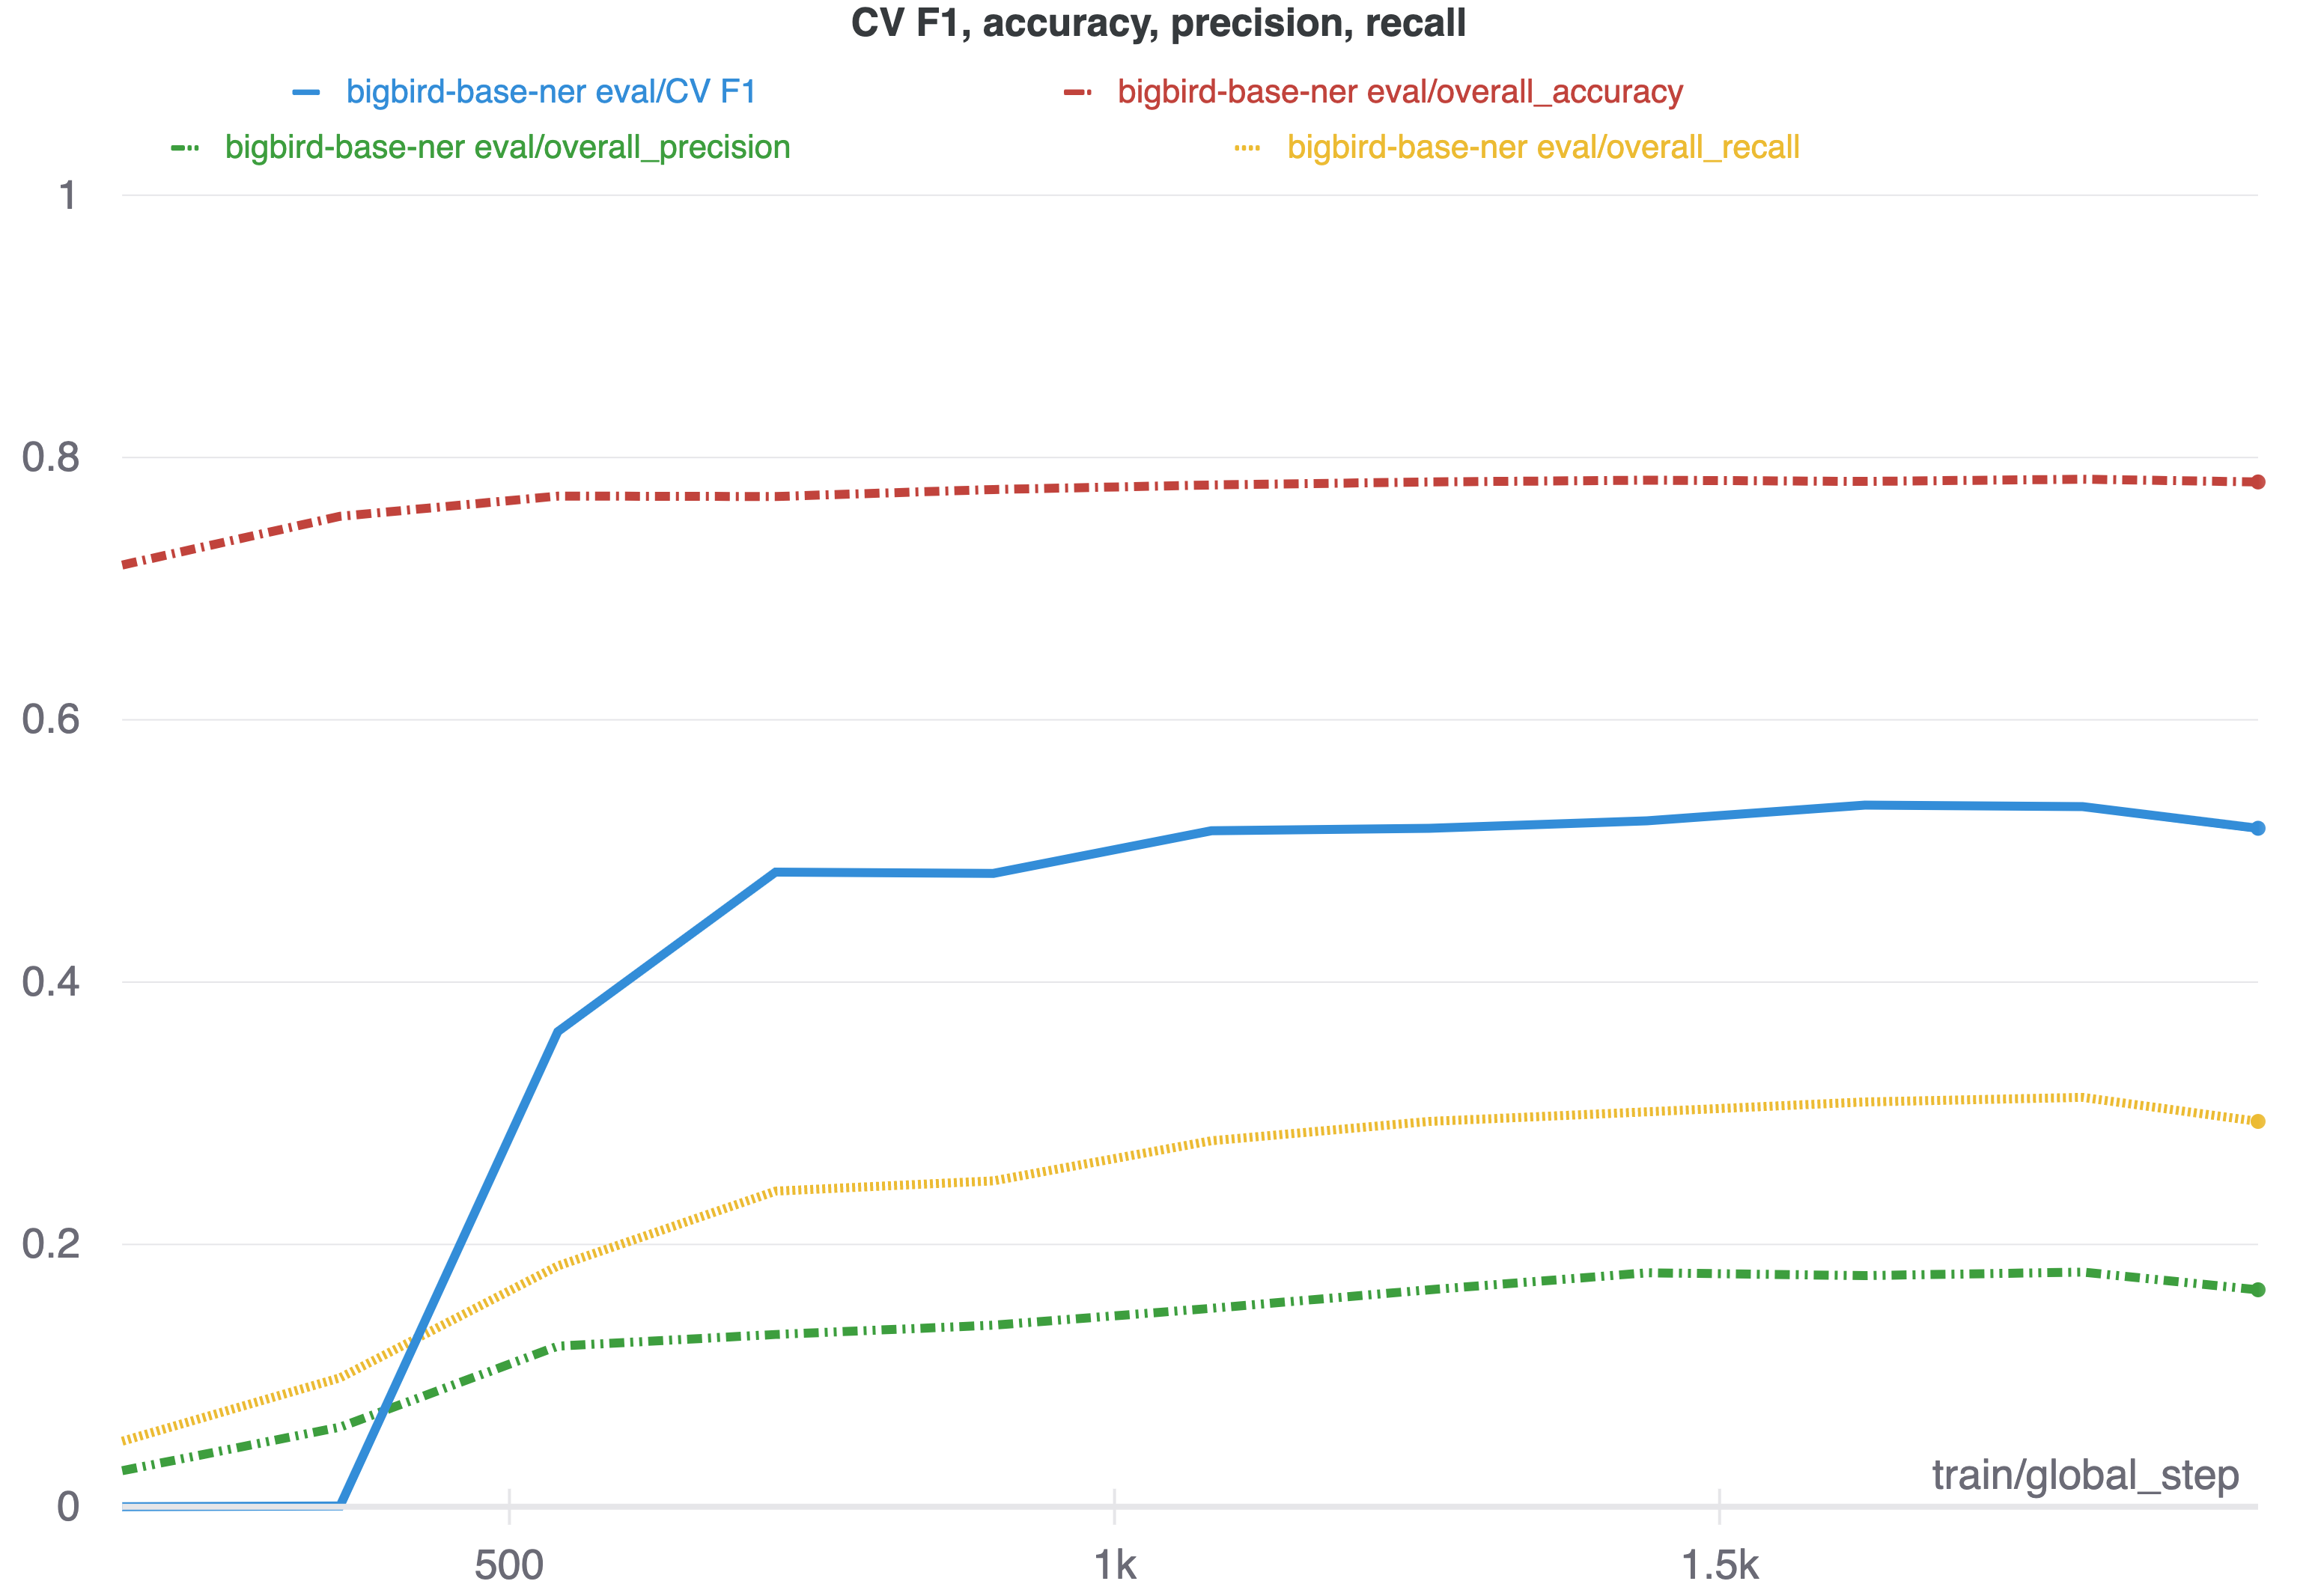 CV F1, accuracy, precision, recall
bigbird-base-ner eval/CV F1
bigbird-base-ner eval/overall_accuracy
bigbird-base-ner eval/overall_precision
bigbird-base-ner eval/overall_recall
1
0.8
0.6
0.4
0.2
0
train/global_step
500
1k
1.5k